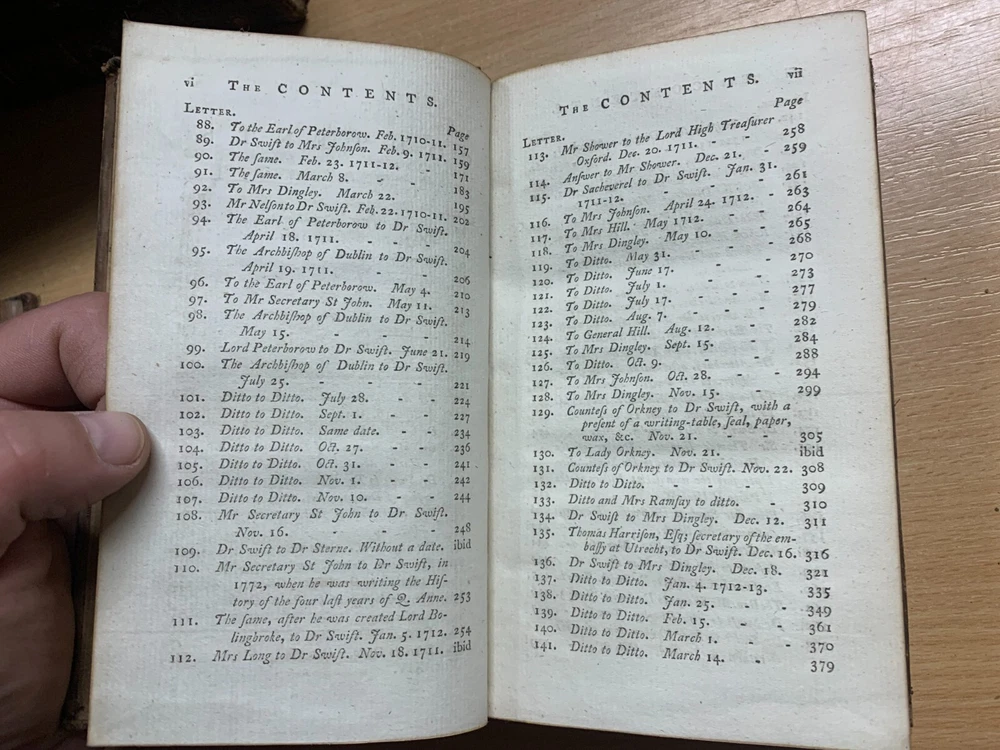 vi THE CONTENTS.
LETTER. Page
88. To the Earl of Peterborow. Feb. 1710-11. 157
89. Dr Swiſt to Mrs Johnſon. Feb. 9. 1711. 159
90. The ſame. Feb. 23. 1711-12. - 171
91. The ſame. March 8. - - 183
92. To Mrs Dingley. March 22. 195
93. Mr Nelſon to Dr Swiſt. Feb. 22. 1710-11. 202
94. The Earl of Peterborow to Dr Swiſt.
April 18. 1711. - - - 204
95. The Archbiſhop of Dublin to Dr Swiſt.
April 19. 1711. - - - 206
96. To the Earl of Peterborow. May 4. 210
97. To Mr Secretary St John. May 11. 213
98. The Archbiſhop of Dublin to Dr Swiſt.
May 15. - - - 214
99. Lord Peterborow to Dr Swiſt. June 21. 219
100. The Archbiſhop of Dublin to Dr Swiſt.
July 25. - - - - 221
101. Ditto to Ditto. July 28. - - 224
102. Ditto to Ditto. Sept. 1. - - 227
103. Ditto to Ditto. Same date. - - 234
104. Ditto to Ditto. Oct. 27. - - 236
105. Ditto to Ditto. Oct. 31. - - 241
106. Ditto to Ditto. Nov. 1. - - 242
107. Ditto to Ditto. Nov. 10. - - 244
108. Mr Secretary St John to Dr Swiſt.
Nov. 16. - - - - 248
109. Dr Swiſt to Dr Sterne. Without a date. ibid
110. Mr Secretary St John to Dr Swiſt, in
1772, when he was writing the Hiſ-
tory of the four laſt years of Q. Anne. 253
111. The ſame, after he was created Lord Bo-
lingbroke, to Dr Swiſt. Jan. 5. 1712. 254
112. Mrs Long to Dr Swiſt. Nov. 18. 1711. ibid
THE CONTENTS. vii
LETTER. Page
113. Mr Shower to the Lord High Treaſurer
Oxford. Dec. 20. 1711. - - 258
114. Anſwer to Mr Shower. Dec. 21. - 259
115. Dr Sacheverel to Dr Swiſt. Jan. 31.
1711-12. - - - - 261
116. To Mrs Johnſon. April 24. 1712. - 263
117. To Mrs Hill. May 1712. - - 264
118. To Mrs Dingley. May 10. - - 265
119. To Ditto. May 31. - - - 268
120. To Ditto. June 17. - - 270
121. To Ditto. July 1. - - - 273
122. To Ditto. July 17. - - 277
123. To Ditto. Aug. 7. - - - 279
124. To General Hill. Aug. 12. - 282
125. To Mrs Dingley. Sept. 15. - - 284
126. To Ditto. Oct. 9. - - - 288
127. To Mrs Johnſon. Oct. 28. - - 294
128. To Mrs Dingley. Nov. 15. - - 299
129. Counteſs of Orkney to Dr Swiſt, with a
preſent of a writing-table, ſeal, paper,
wax, &c. Nov. 21. - - 305
130. To Lady Orkney. Nov. 21. - ibid
131. Counteſs of Orkney to Dr Swiſt. Nov. 22. 308
132. Ditto to Ditto. - - - 309
133. Ditto and Mrs Ramſay to ditto. - 310
134. Dr Swiſt to Mrs Dingley. Dec. 12. 311
135. Thomas Harriſon, Eſq; ſecretary of the em-
baſſy at Utrecht, to Dr Swiſt. Dec. 16. 316
136. Dr Swiſt to Mrs Dingley. Dec. 18. 321
137. Ditto to Ditto. Jan. 4. 1712-13. 335
138. Ditto to Ditto. Jan. 25. - - 349
139. Ditto to Ditto. Feb. 15. - - 361
140. Ditto to Ditto. March 1. - - 370
141. Ditto to Ditto. March 14. - 379